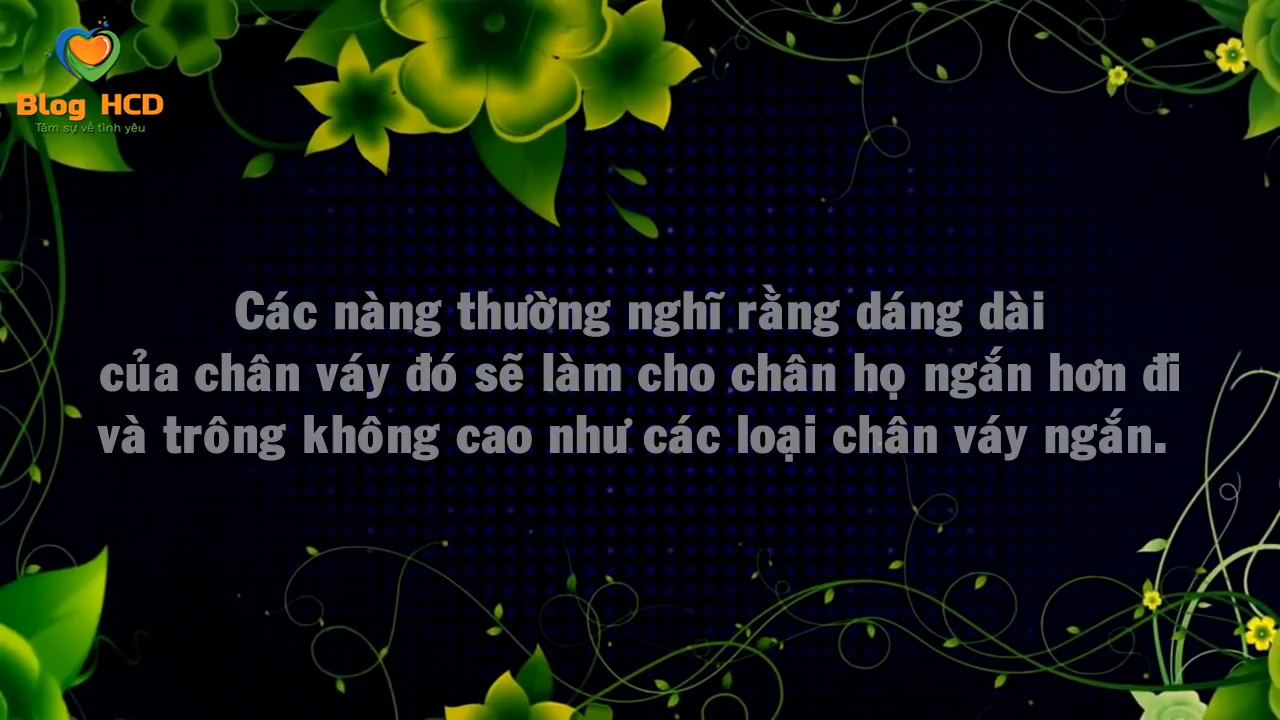 Blog HCD
Tâm sự về tình yêu
Các nàng thường nghĩ rằng dáng dài
của chân váy đó sẽ làm cho chân họ ngắn hơn đi
và trông không cao như các loại chân váy ngắn.